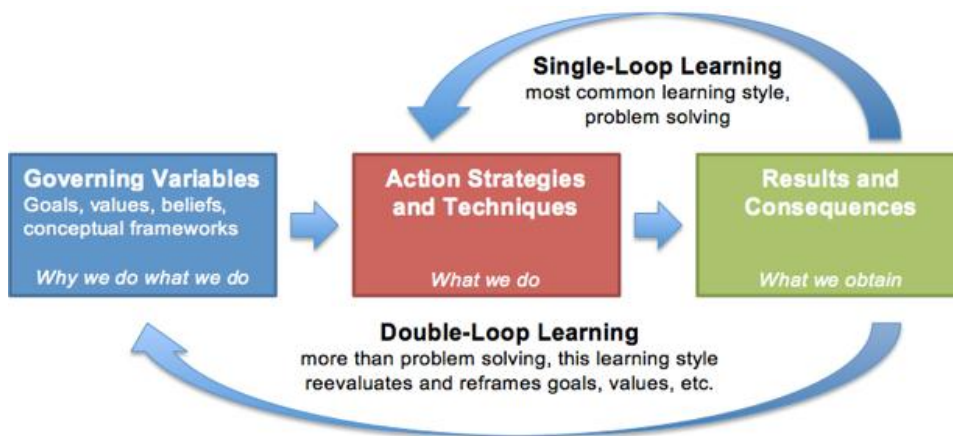 Single-Loop Learning
most common learning style,
problem solving
Governing Variables
Goals, values, beliefs,
conceptual frameworks
Why we do what we do
Action Strategies
and Techniques
What we do
Results and
Consequences
What we obtain
Double-Loop Learning
more than problem solving, this learning style
reevaluates and reframes goals, values, etc.